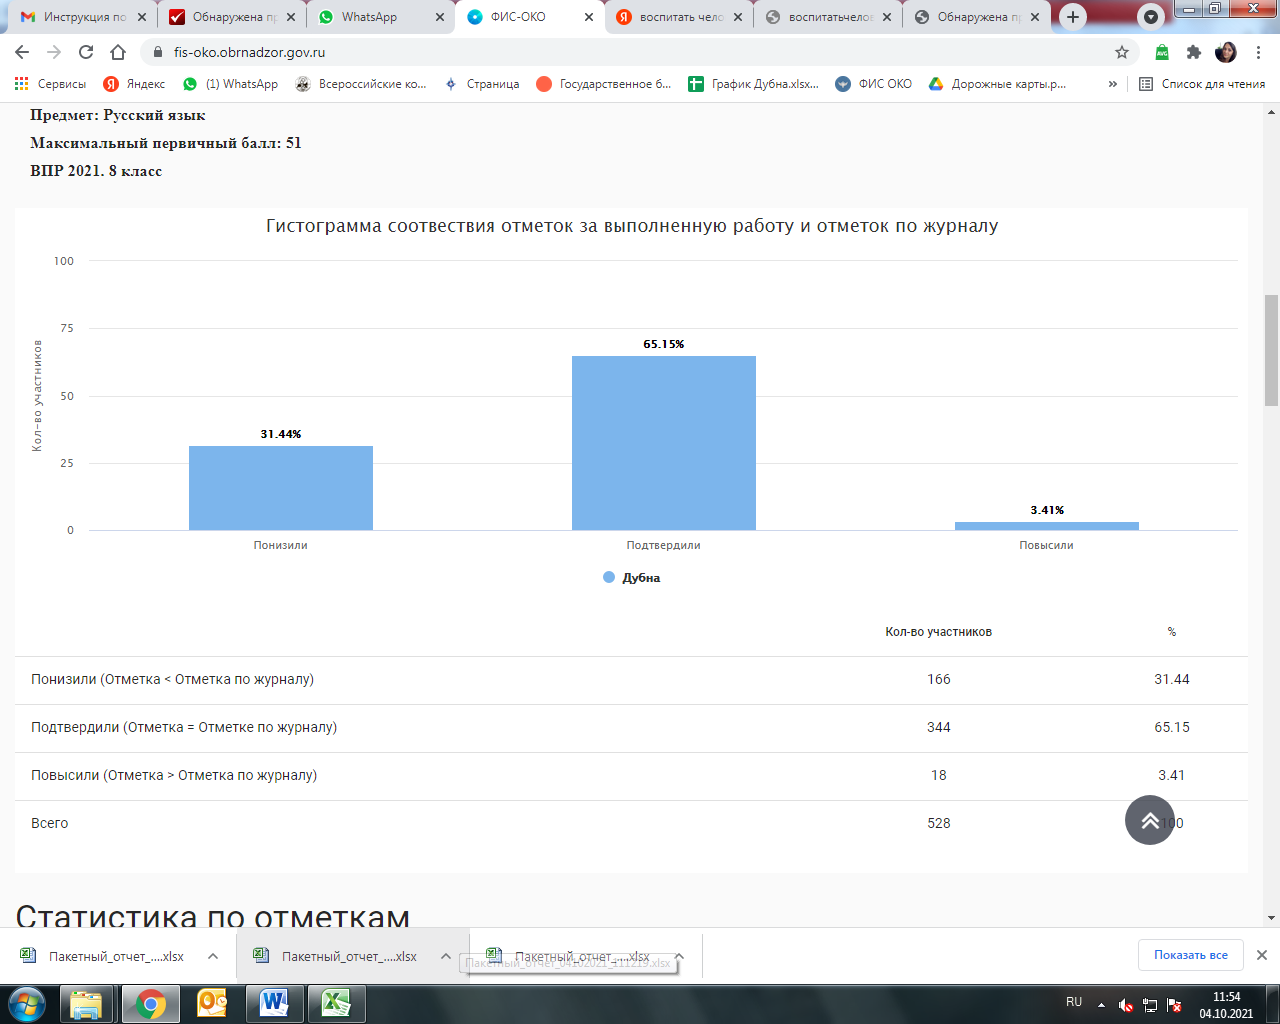 Инструкция по
Обнаружена пр
WhatsApp
ФИС-ОКО
воспитать чело
воспитатьчелов
Обнаружена пр
fis-oko.obrnadzor.gov.ru
Сервисы
Яндекс
(1) WhatsApp
Всероссийские ко...
Страница
Государственное б...
График Дубна.xlsx...
ФИС ОКО
Дорожные карты.р...
»
Список для чтения
Предмет: Русский язык
Максимальный первичный балл: 51
ВПР 2021. 8 класс
Гистограмма соотвествия отметок за выполненную работу и отметок по журналу
Кол-во участников
100
75
50
25
0
31.44%
65.15%
3.41%
Понизили
Подтвердили
Повысили
Дубна
Кол-во участников %
Понизили (Отметка < Отметка по журналу) 166 31.44
Подтвердили (Отметка = Отметке по журналу) 344 65.15
Повысили (Отметка > Отметка по журналу) 18 3.41
Всего 528 100
Статистика по отметкам
Пакетный_отчет_....xlsx
Пакетный_отчет_....xlsx
Пакетный_отчет_....xlsx
Пакетный_отчет_04102021_111219.xlsx
Показать все
RU
11:54
04.10.2021